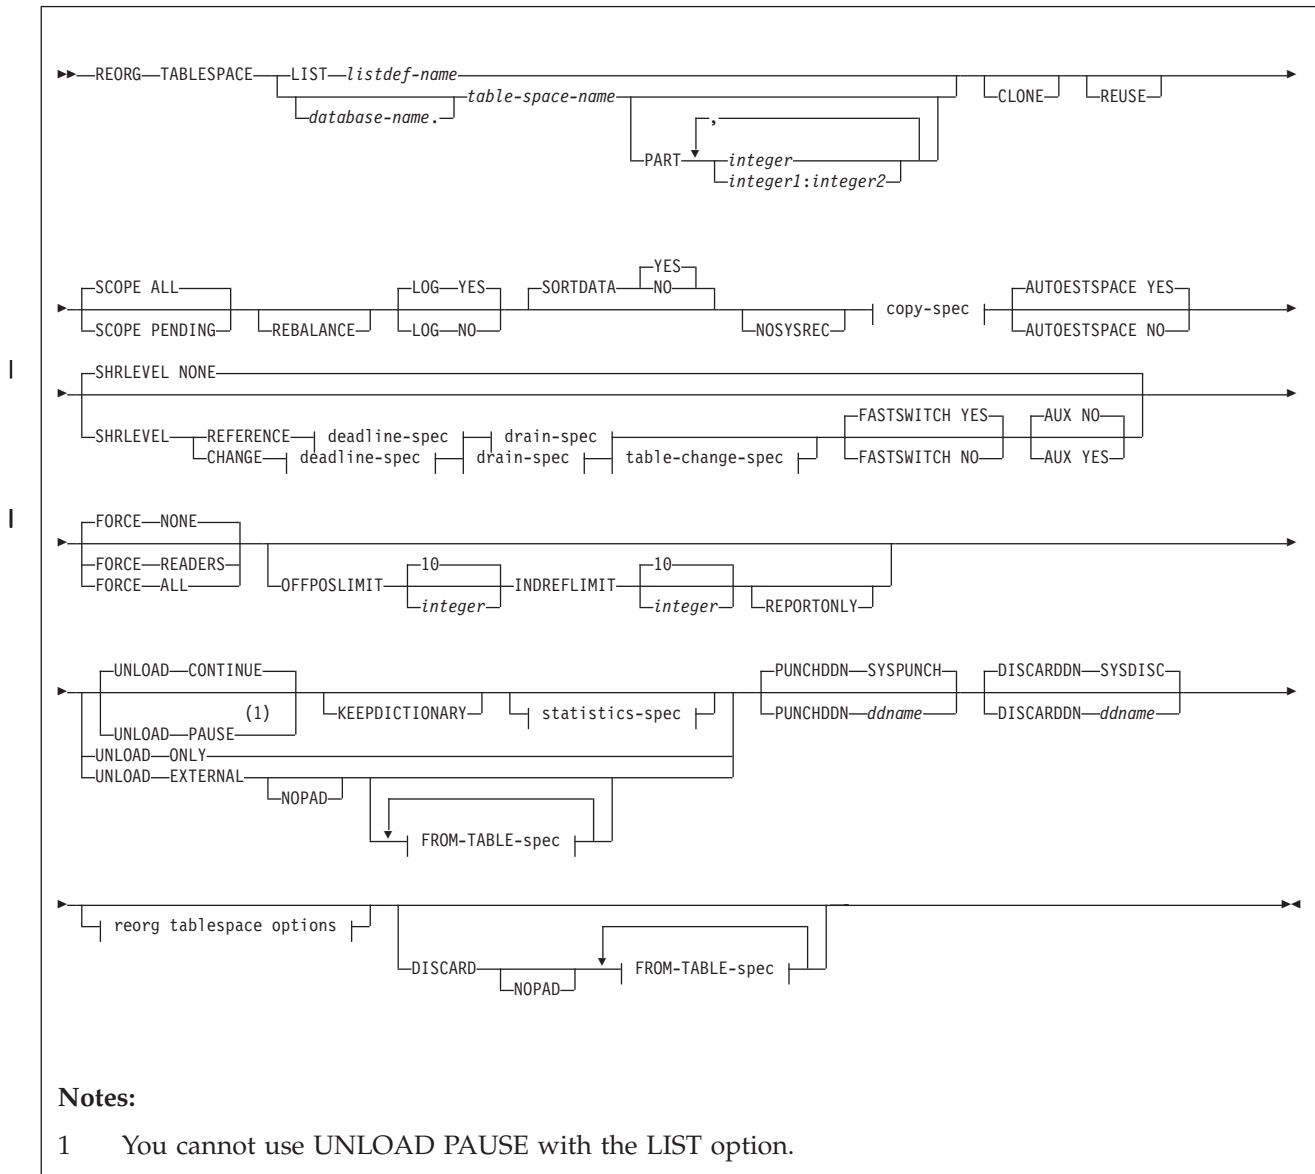 REORG TABLESPACE LIST listdef-name
database-name. table-space-name CLONE REUSE
,
PART integer
integer1:integer2
YES
SCOPE ALL LOG YES SORTDATA NO AUTOESTSPACE YES
SCOPE PENDING REBALANCE LOG NO NOSYSREC copy-spec AUTOESTSPACE NO
SHRLEVEL NONE
FASTSWITCH YES AUX NO
SHRLEVEL REFERENCE deadline-spec drain-spec
CHANGE deadline-spec drain-spec table-change-spec FASTSWITCH NO AUX YES
FORCE NONE
FORCE READERS 10 10
FORCE ALL OFFPOSLIMIT integer INDREFLIMIT integer REPORTONLY
UNLOAD CONTINUE PUNCHDDN SYSPUNCH DISCARDDN SYSDISC
(1) KEEPDICTIONARY statistics-spec PUNCHDDN ddname DISCARDDN ddname
UNLOAD PAUSE
UNLOAD ONLY
UNLOAD EXTERNAL
NOPAD
FROM-TABLE-spec
reorg tablespace options
DISCARD FROM-TABLE-spec
NOPAD
Notes:
1 You cannot use UNLOAD PAUSE with the LIST option.